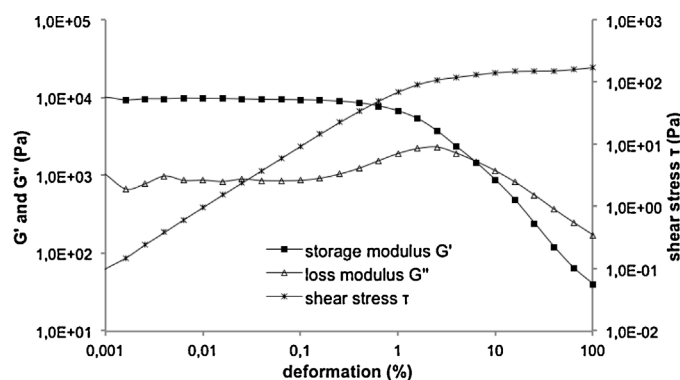 1,0E+05
1,0E+04
1,0E+03
1,0E+02
1,0E+01
G' and G" (Pa)
1,0E+03
1,0E+02
1,0E+01
1,0E+00
1,0E-01
1,0E-02
shear stress τ (Pa)
storage modulus G'
loss modulus G"
shear stress τ
0,001
0,01
0,1
1
10
100
deformation (%)